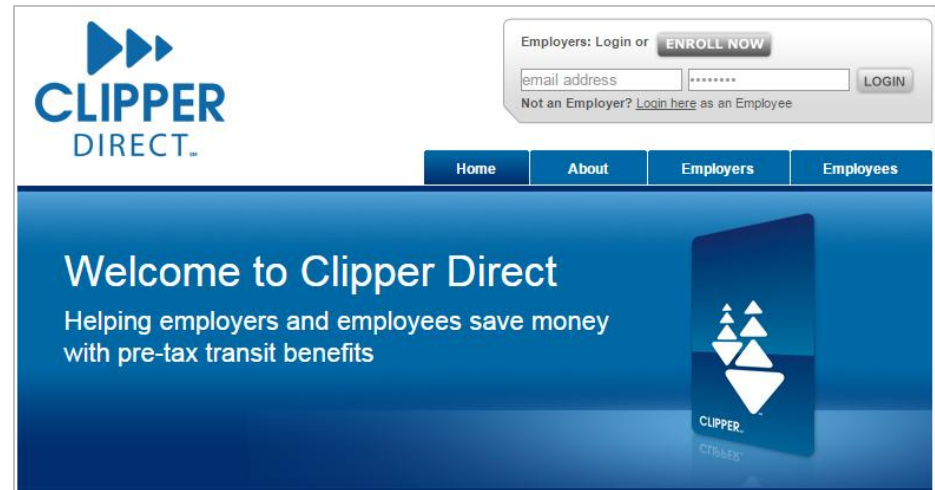 CLIPPER
DIRECT℠
Employers: Login or ENROLL NOW
email address •••••••• LOGIN
Not an Employer? Login here as an Employee
Home About Employers Employees
Welcome to Clipper Direct
Helping employers and employees save money
with pre-tax transit benefits
CLIPPER